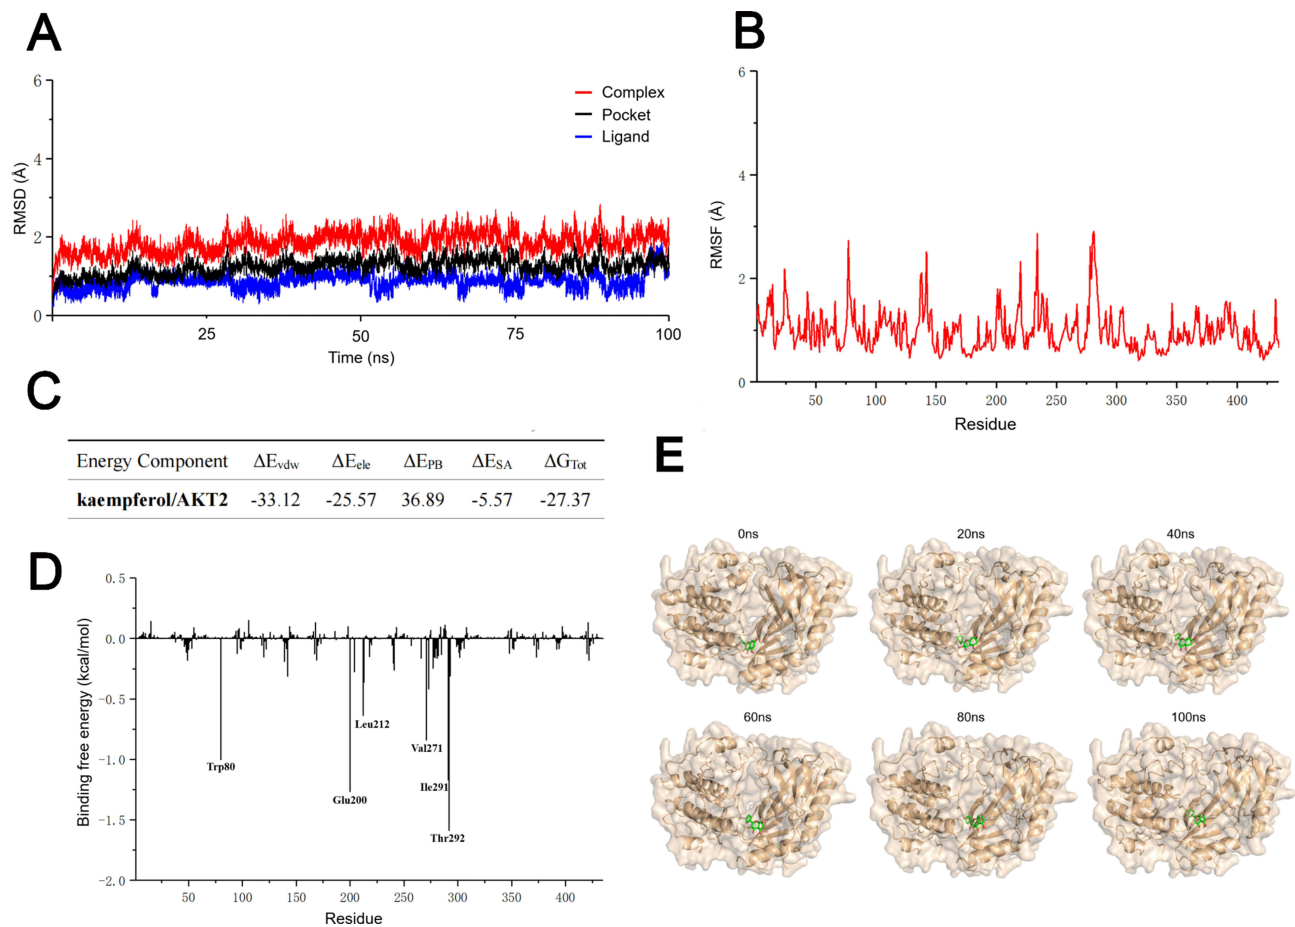 A
6
4
2
0
RMSD (Å)
25
50
75
100
Time (ns)
Complex
Pocket
Ligand
B
6
4
2
0
RMSF (Å)
50
100
150
200
250
300
350
400
Residue
C
Energy Component ΔEvdw ΔEele ΔEPB ΔESA ΔGTot
kaempferol/AKT2 -33.12 -25.57 36.89 -5.57 -27.37
D
0.5
0.0
-0.5
-1.0
-1.5
-2.0
Binding free energy (kcal/mol)
Trp80
Glu200
Leu212
Val271
Ile291
Thr292
50
100
150
200
250
300
350
400
Residue
E
0ns
20ns
40ns
60ns
80ns
100ns